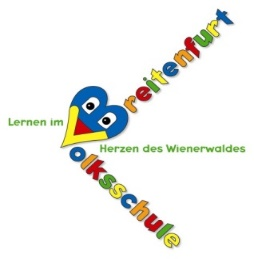 Breitenfurt
Lernen im
Herzen des Wienerwaldes
Volksschule